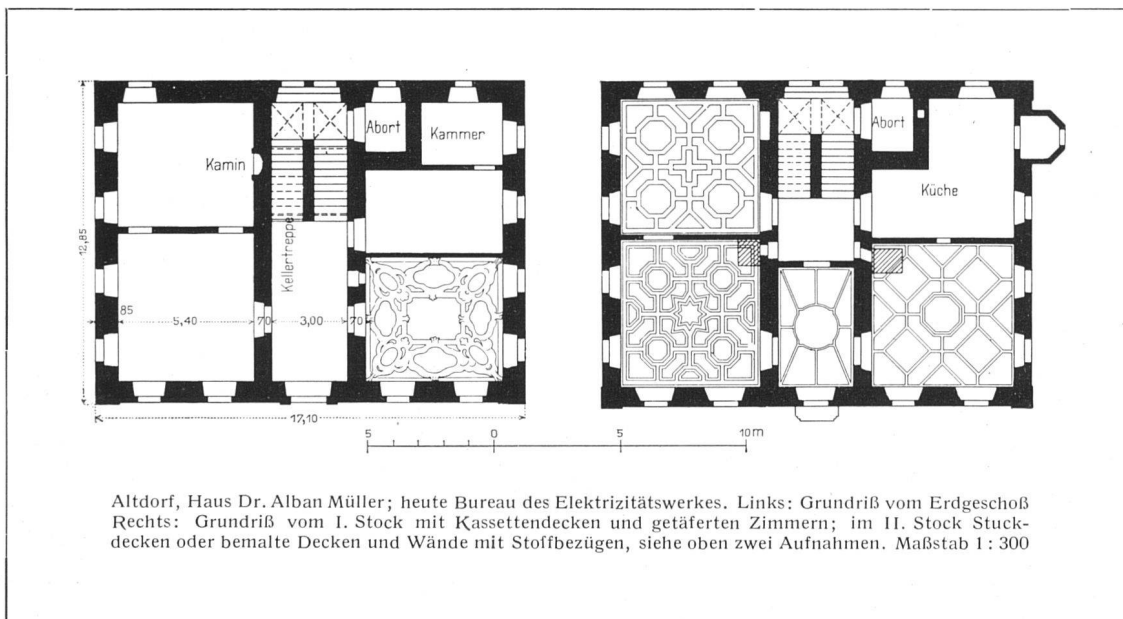 Abort
Kammer
Kamin
Kellertreppe
12,85
85
5,40
70
3,00
70
17,10
Abort
Küche
5 0 5 10m
Altdorf, Haus Dr. Alban Müller; heute Bureau des Elektrizitätswerkes. Links: Grundriß vom Erdgeschoß
Rechts: Grundriß vom I. Stock mit Kassettendecken und getäferten Zimmern; im II. Stock Stuck-
decken oder bemalte Decken und Wände mit Stoffbezügen, siehe oben zwei Aufnahmen. Maßstab 1 : 300